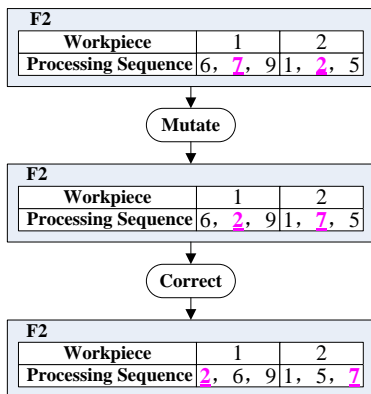 F2
Workpiece 1 2
Processing Sequence 6, 7, 9 1, 2, 5
Mutate
F2
Workpiece 1 2
Processing Sequence 6, 2, 9 1, 7, 5
Correct
F2
Workpiece 1 2
Processing Sequence 2, 6, 9 1, 5, 7